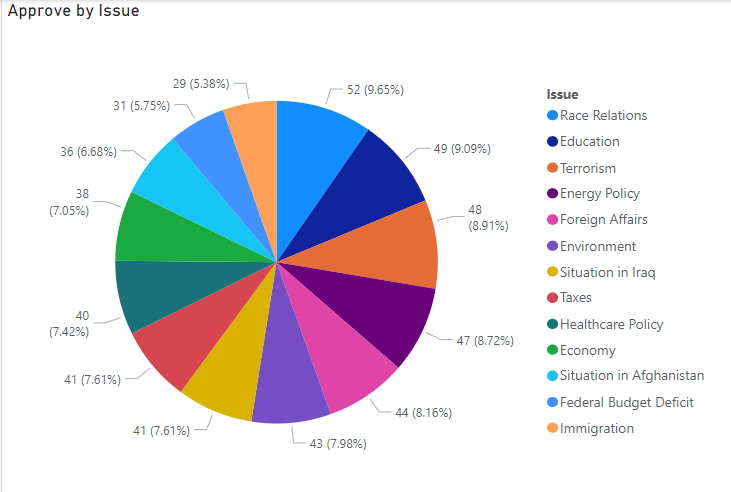 Approve by Issue
29 (5.38%)
52 (9.65%)
31 (5.75%)
49 (9.09%)
36 (6.68%)
48
(8.91%)
38
(7.05%)
47 (8.72%)
40
(7.42%)
44 (8.16%)
41 (7.61%)
43 (7.98%)
41 (7.61%)
Issue
Race Relations
Education
Terrorism
Energy Policy
Foreign Affairs
Environment
Situation in Iraq
Taxes
Healthcare Policy
Economy
Situation in Afghanistan
Federal Budget Deficit
Immigration